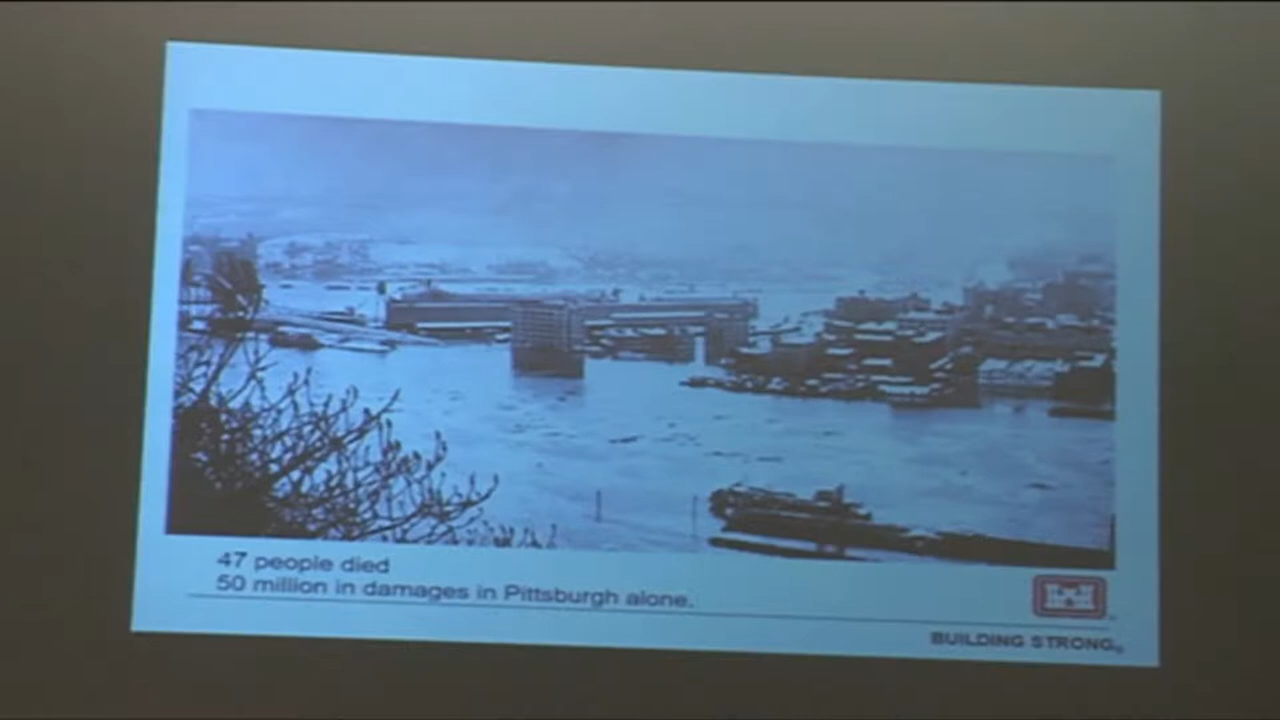 47 people died
50 million in damages in Pittsburgh alone.
BUILDING STRONG®